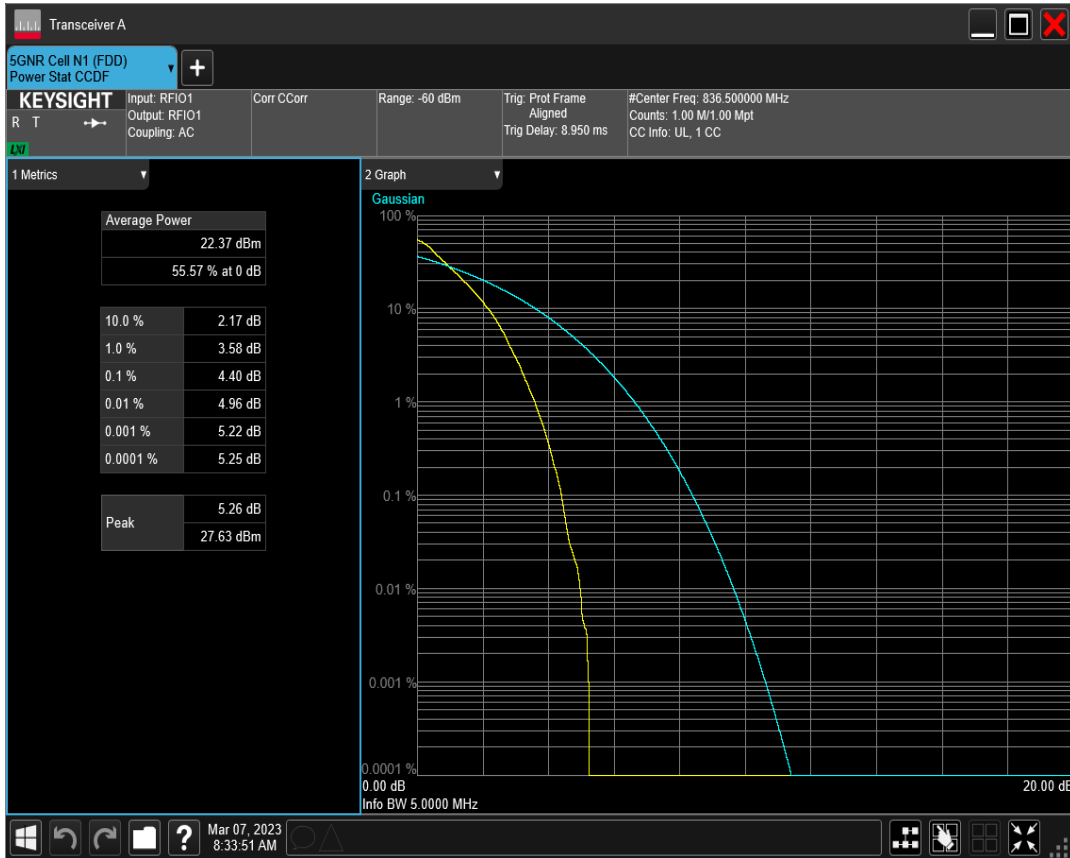 Transceiver A
5GNR Cell N1 (FDD)
Power Stat CCDF
+
KEYSIGHT
R T
LXI
Input: RFIO1
Output: RFIO1
Coupling: AC
Corr CCorr
Range: -60 dBm
Trig: Prot Frame
Aligned
Trig Delay: 8.950 ms
#Center Freq: 836.500000 MHz
Counts: 1.00 M/1.00 Mpt
CC Info: UL, 1 CC
1 Metrics
Average Power
22.37 dBm
55.57 % at 0 dB
10.0 % 2.17 dB
1.0 % 3.58 dB
0.1 % 4.40 dB
0.01 % 4.96 dB
0.001 % 5.22 dB
0.0001 % 5.25 dB
Peak 5.26 dB
27.63 dBm
2 Graph
Gaussian
100 %
10 %
1 %
0.1 %
0.01 %
0.001 %
0.0001 %
0.00 dB
20.00 dB
Info BW 5.0000 MHz
?
Mar 07, 2023
8:33:51 AM